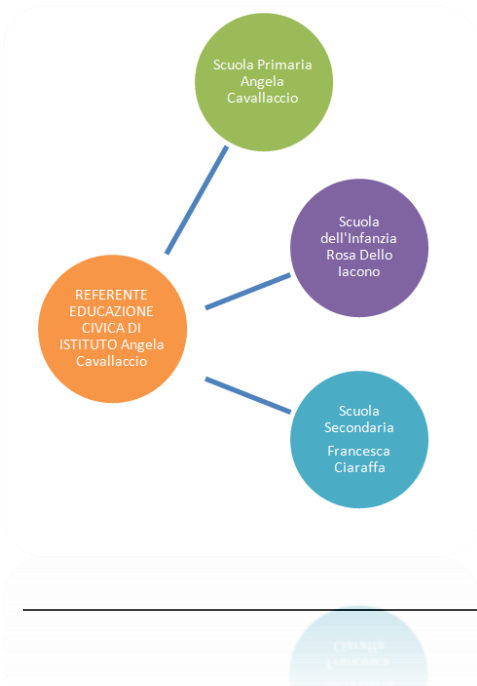 Scuola Primaria
Angela
Cavallaccio
Scuola
dell'Infanzia
Rosa Dello
Iacono
REFERENTE
EDUCAZIONE
CIVICA DI
ISTITUTO Angela
Cavallaccio
Scuola
Secondaria
Francesca
Ciaraffa